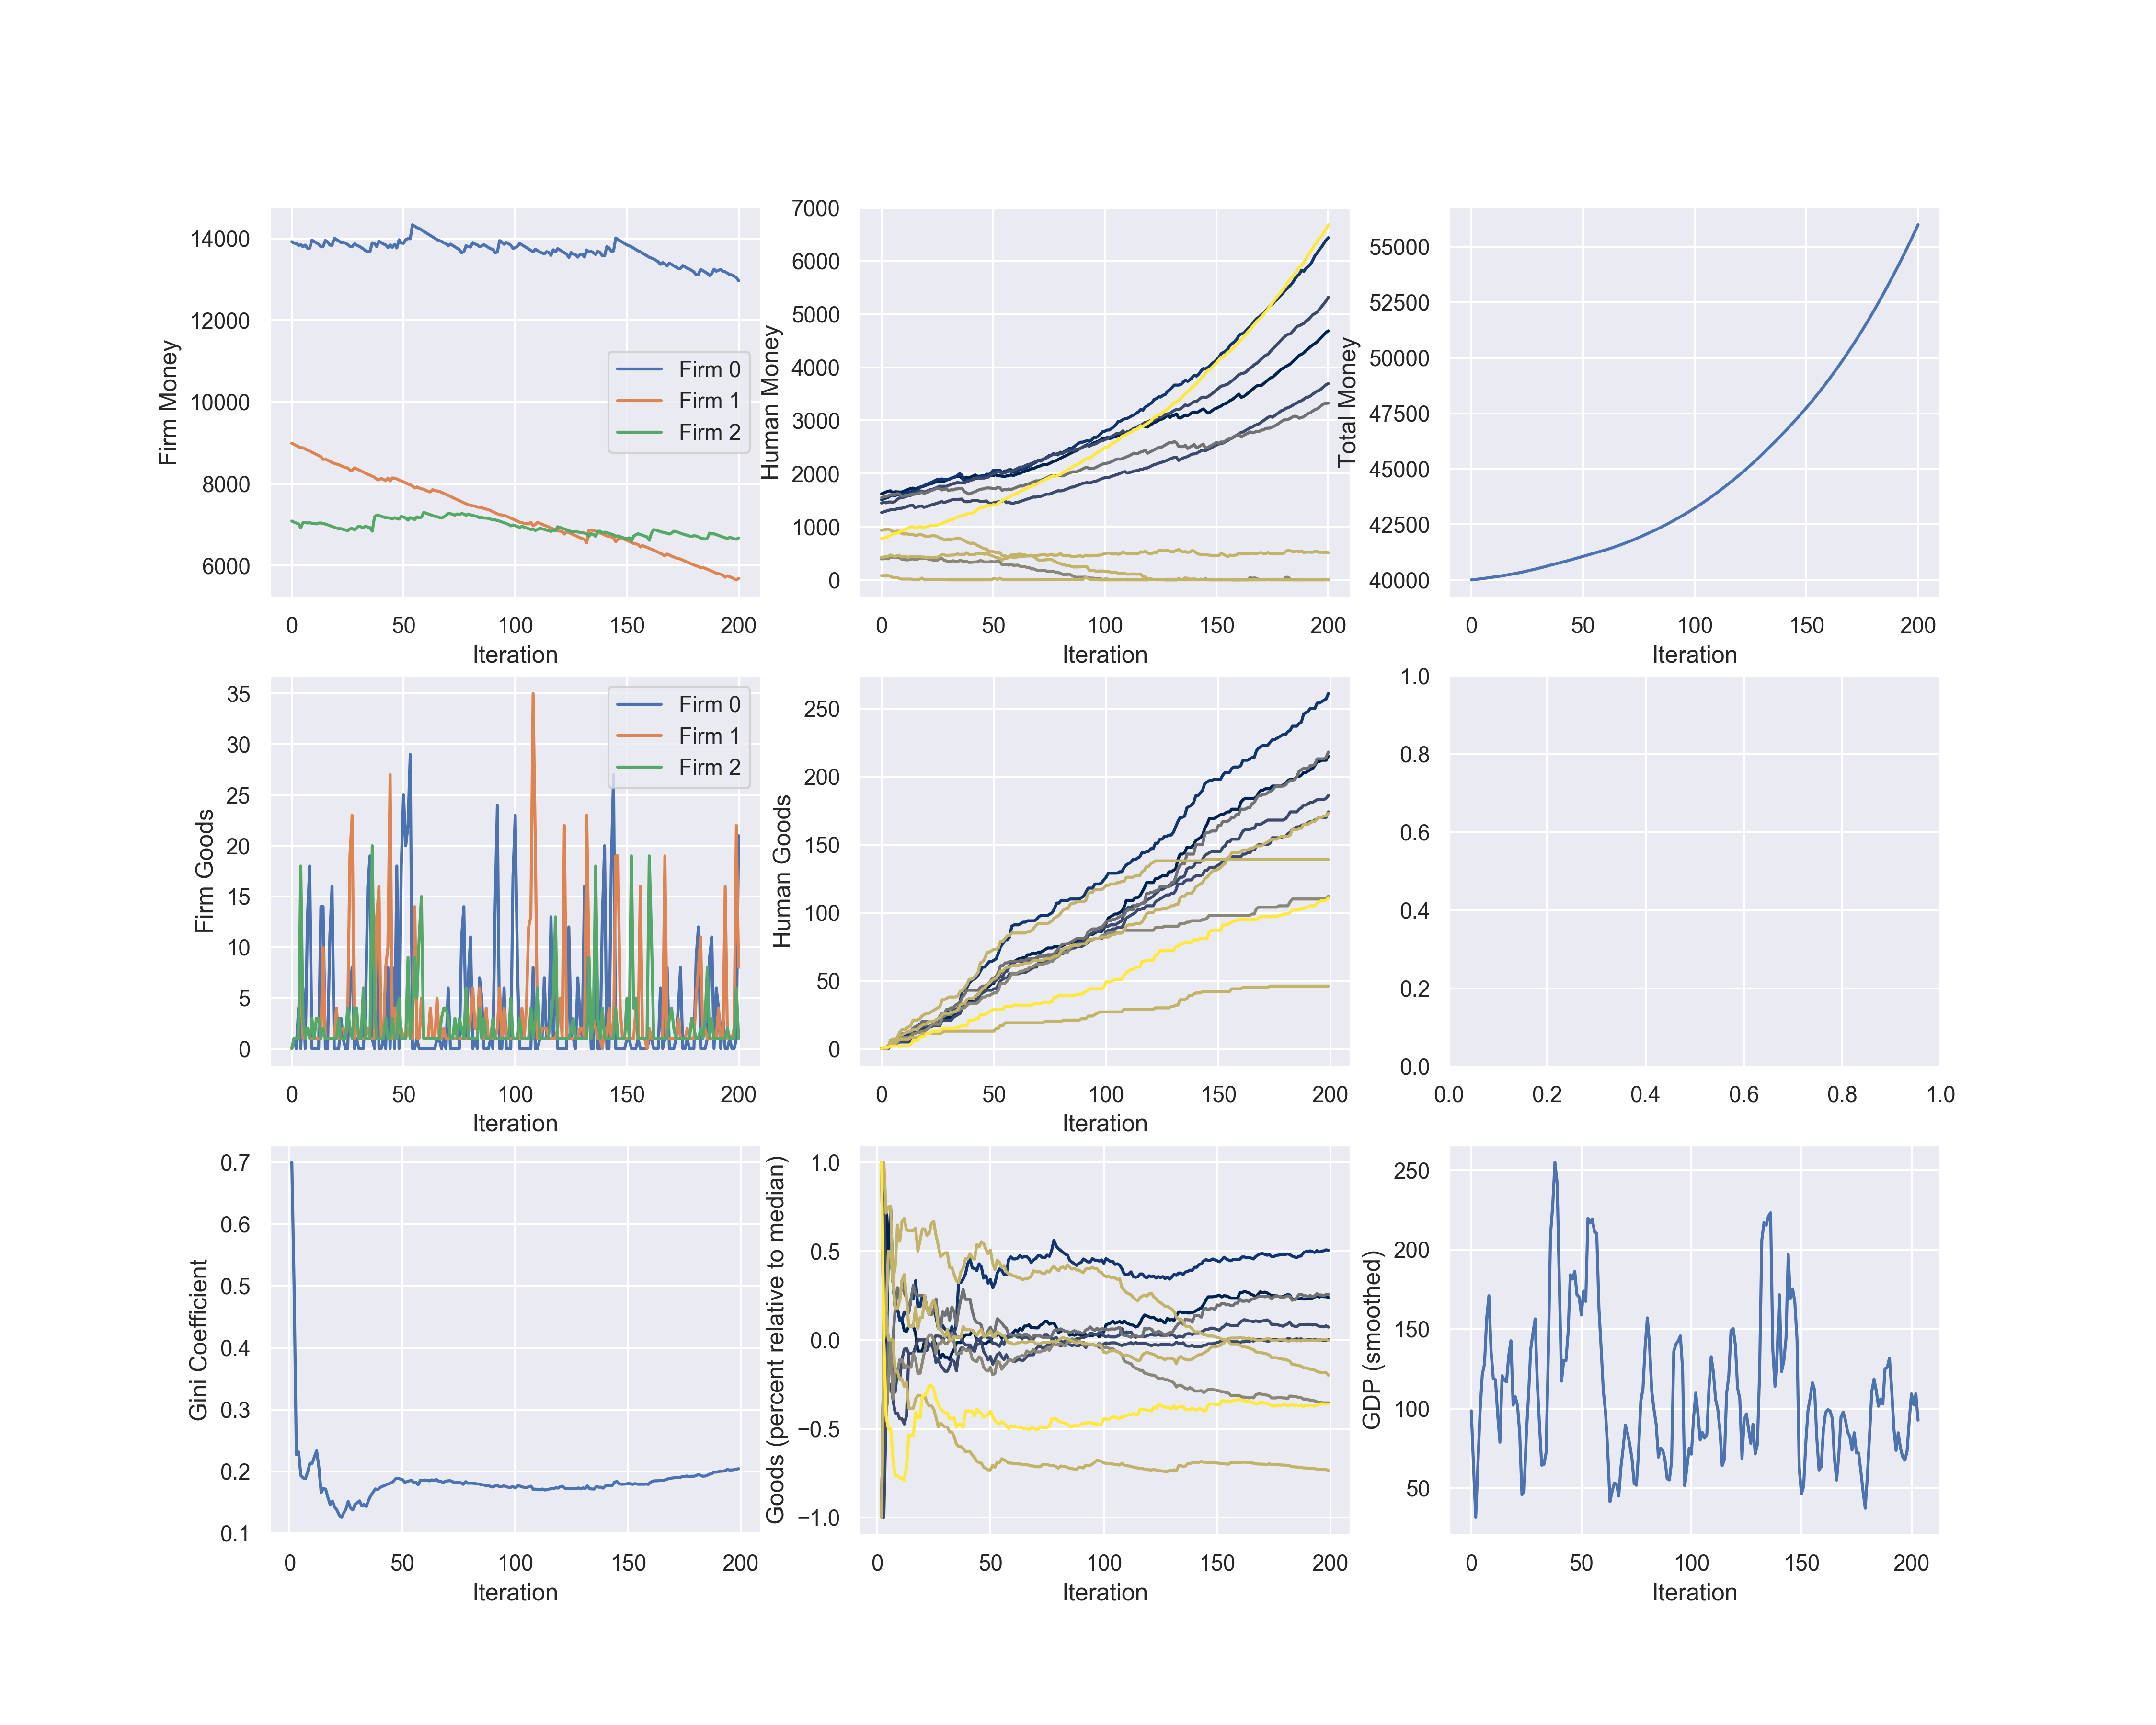 14000
12000
10000
8000
6000
Firm Money
Firm 0
Firm 1
Firm 2
0 50 100 150 200
Iteration
7000
6000
5000
4000
3000
2000
1000
0
Human Money
0 50 100 150 200
Iteration
55000
52500
50000
47500
45000
42500
40000
Total Money
0 50 100 150 200
Iteration
35
30
25
20
15
10
5
0
Firm Goods
Firm 0
Firm 1
Firm 2
0 50 100 150 200
Iteration
250
200
150
100
50
0
Human Goods
0 50 100 150 200
Iteration
1.0
0.8
0.6
0.4
0.2
0.0
0.0 0.2 0.4 0.6 0.8 1.0
0.7
0.6
0.5
0.4
0.3
0.2
0.1
Gini Coefficient
0 50 100 150 200
Iteration
1.0
0.5
0.0
−0.5
−1.0
Goods (percent relative to median)
0 50 100 150 200
Iteration
250
200
150
100
50
GDP (smoothed)
0 50 100 150 200
Iteration